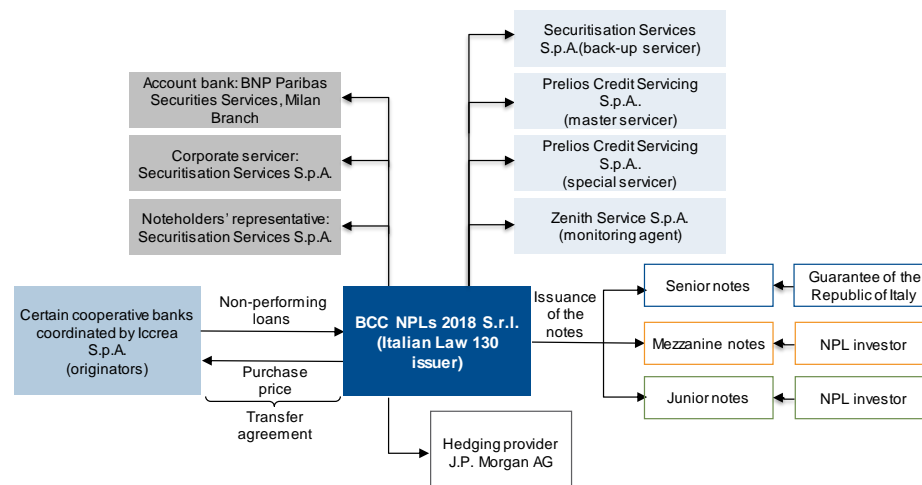 Securitisation Services
S.p.A.(back-up servicer)
Account bank: BNP Paribas
Securities Services, Milan
Branch
Prelios Credit Servicing
S.p.A..
(master servicer)
Corporate servicer:
Securitisation Services S.p.A.
Prelios Credit Servicing
S.p.A..
(special servicer)
Noteholders' representative:
Securitisation Services S.p.A.
Zenith Service S.p.A.
(monitoring agent)
Certain cooperative banks
coordinated by Iccrea
S.p.A.
(originators)
Non-performing
loans
Purchase
price
Transfer
agreement
BCC NPLs 2018 S.r.l.
(Italian Law 130
issuer)
Issuance
of the
notes
Senior notes
Guarantee of the
Republic of Italy
Mezzanine notes
NPL investor
Junior notes
NPL investor
Hedging provider
J.P. Morgan AG